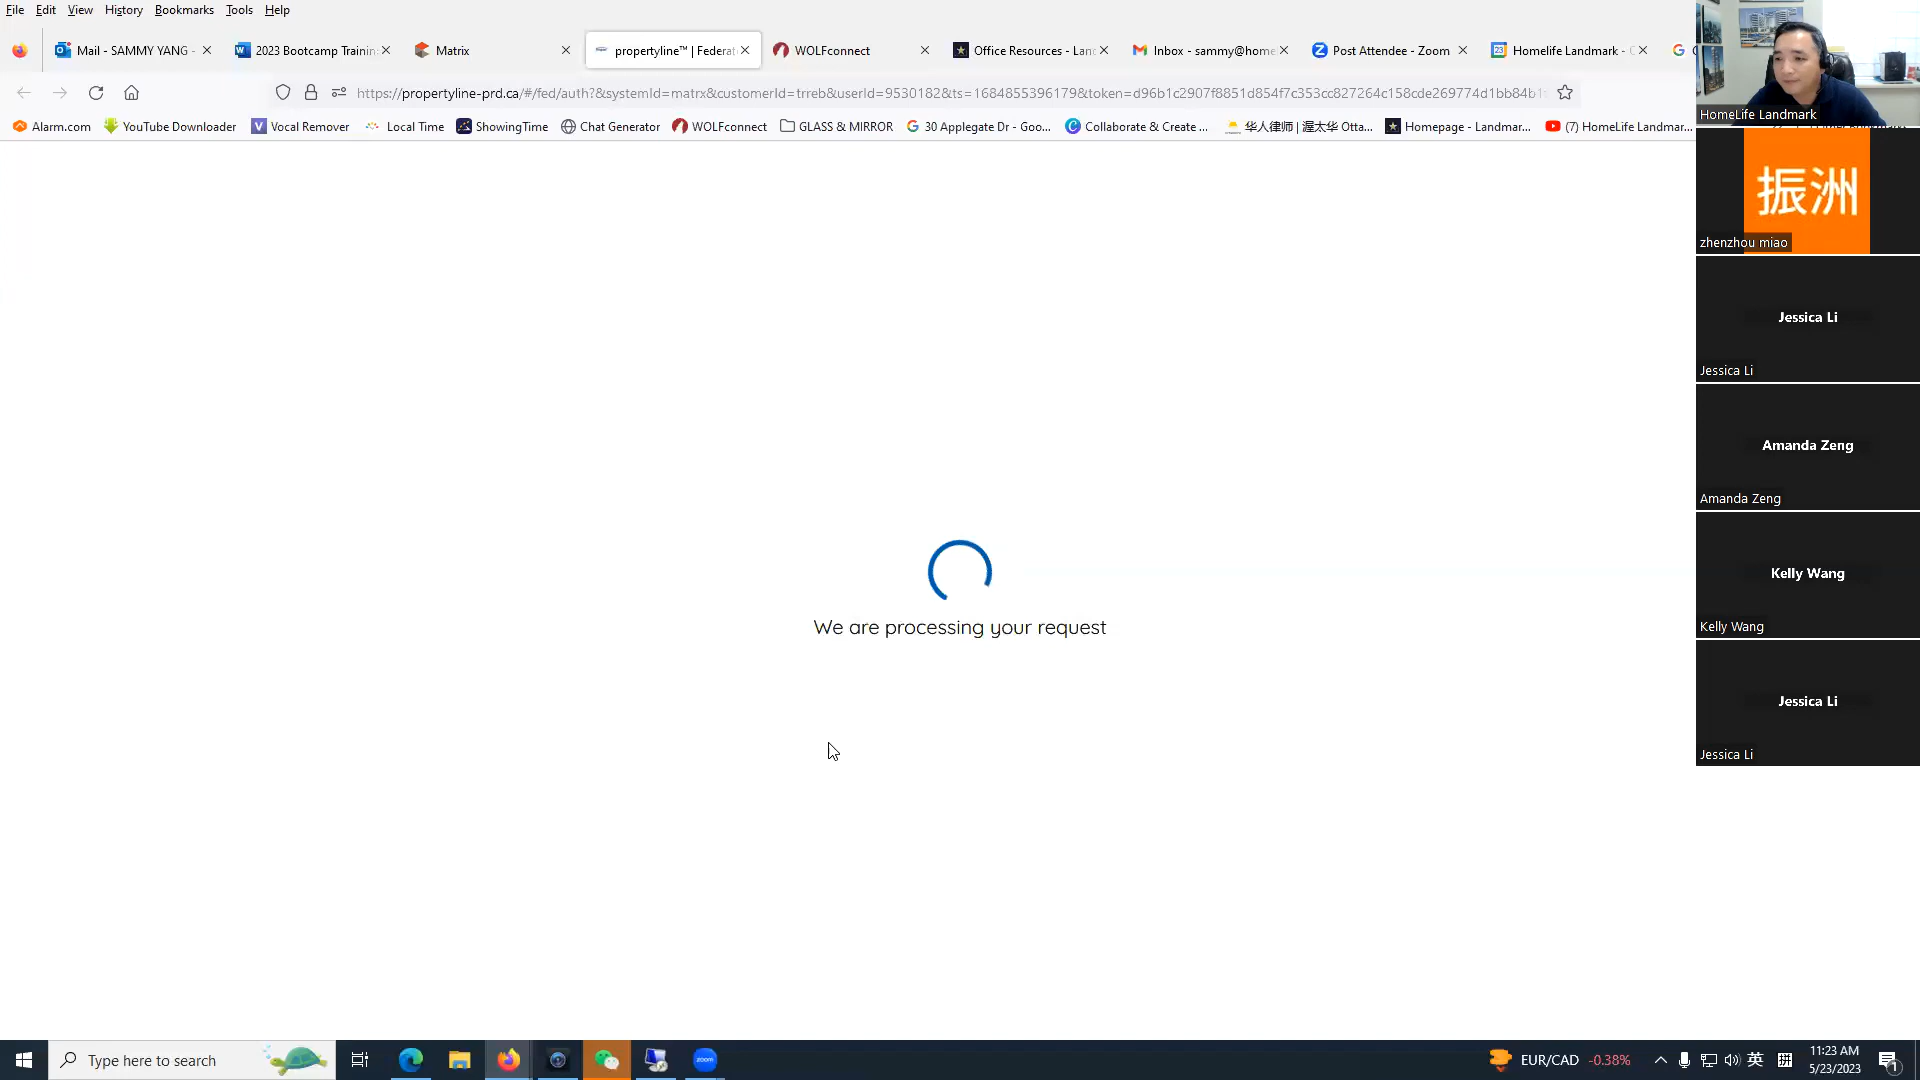 File Edit View History Bookmarks Tools Help
Mail - SAMMY YANG -
2023 Bootcamp Training
Matrix
propertyline™ | Federat
WOLFconnect
Office Resources - Lan
Inbox - sammy@home
Post Attendee - Zoom
Homelife Landmark -
https://propertyline-prd.ca/#/fed/auth?&systemId=matrx&customerId=trreb&userId=9530182&ts=1684855396179&token=d96b1c2907f8851d854f7c353cc827264c158cde269774d1bb84b1
Alarm.com
YouTube Downloader
Vocal Remover
Local Time
ShowingTime
Chat Generator
WOLFconnect
GLASS & MIRROR
30 Applegate Dr - Goo...
Collaborate & Create ...
华人律师 | 渥太华 Otta...
Homepage - Landmar...
(7) HomeLife Landmar...
We are processing your request
HomeLife Landmark
振洲
zhenzhou miao
Jessica Li
Jessica Li
Amanda Zeng
Amanda Zeng
Kelly Wang
Kelly Wang
Jessica Li
Jessica Li
Type here to search
zoom
EUR/CAD -0.38%
英
拼
11:23 AM
5/23/2023
1